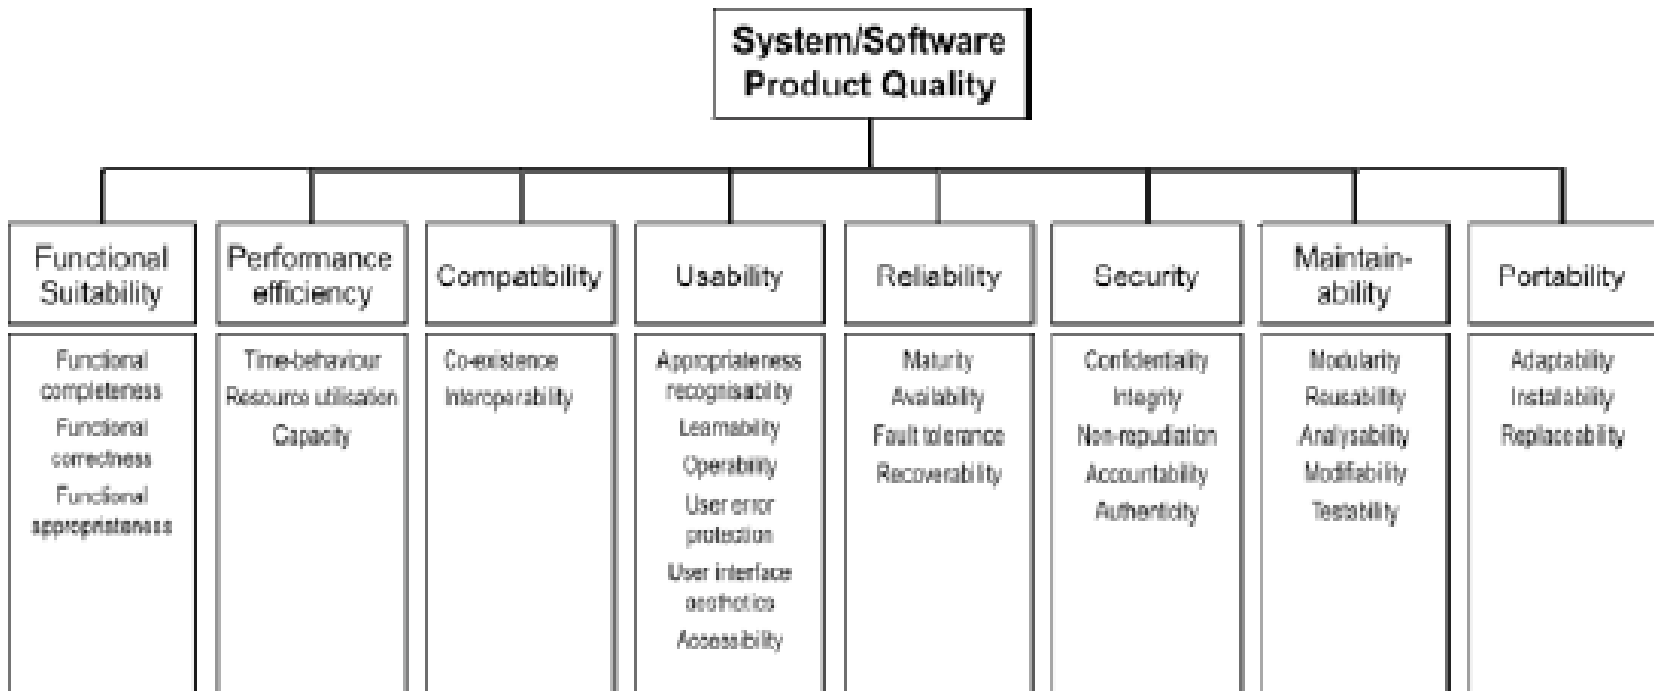 System/Software
Product Quality
Functional
Suitability
Performance
efficiency
Compatibility
Usability
Reliability
Security
Maintain-
ability
Portability
Functional
completeness
Functional
correctness
Functional
appropriateness
Time-behaviour
Resource utilisation
Capacity
Co-existence
Interoperability
Appropriateness
recognisability
Learnability
Operability
User error
protection
User interface
aesthetics
Accessibility
Maturity
Availability
Fault tolerance
Recoverability
Confidentiality
Integrity
Non-repudiation
Accountability
Authenticity
Modularity
Reusability
Analysability
Modifiability
Testability
Adaptability
Installability
Replaceability